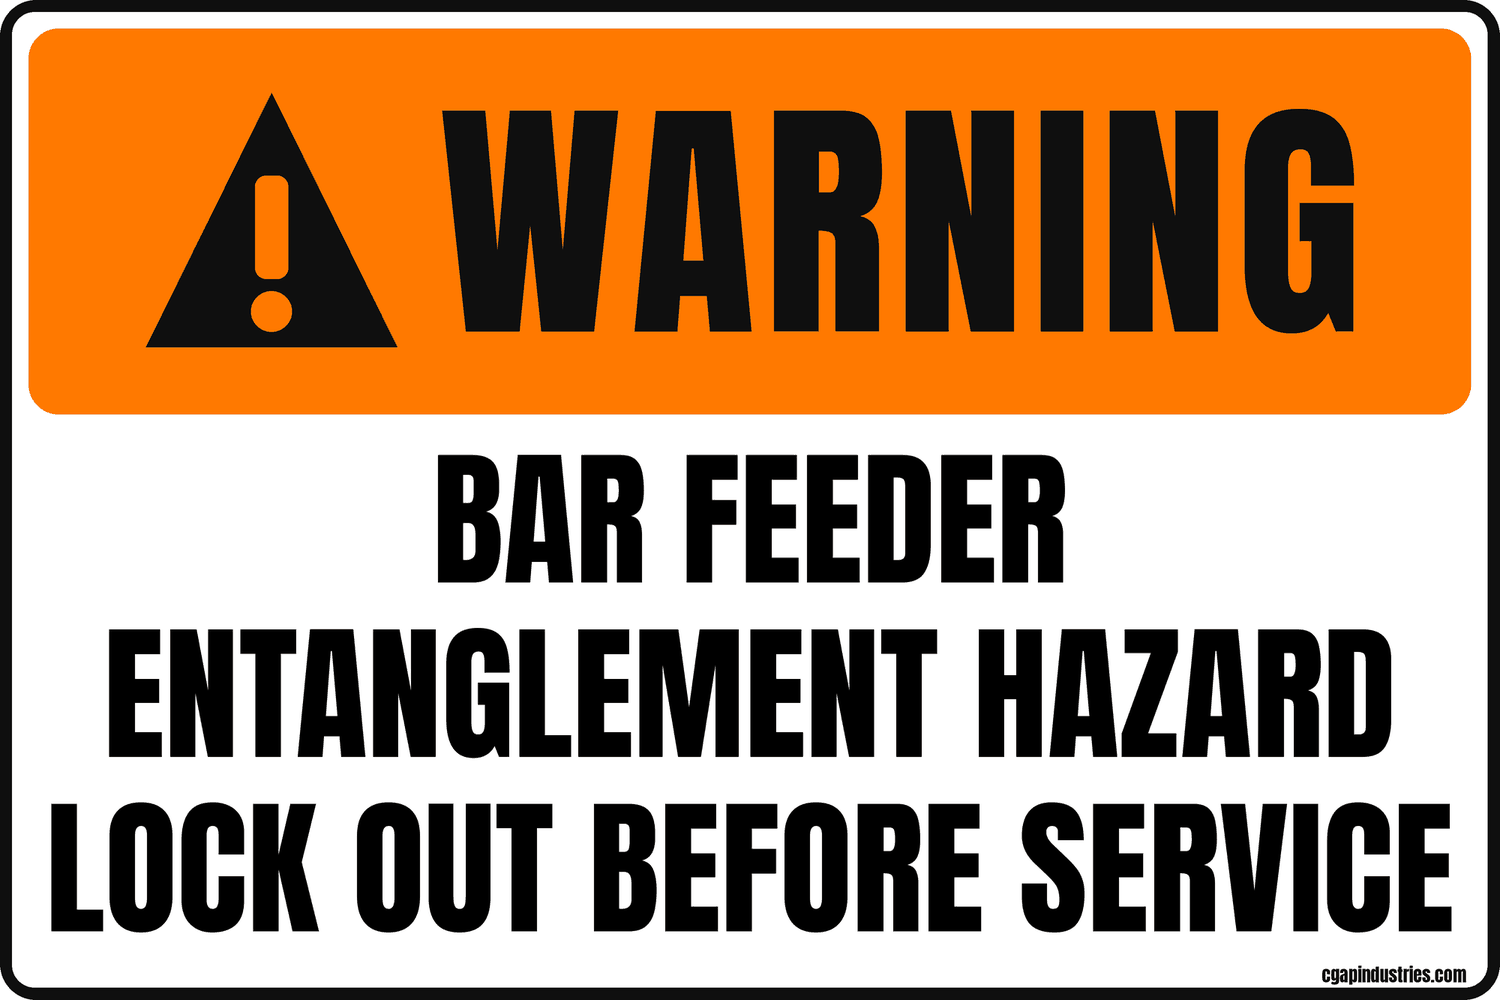 WARNING
BAR FEEDER
ENTANGLEMENT HAZARD
LOCK OUT BEFORE SERVICE
cgapindustries.com